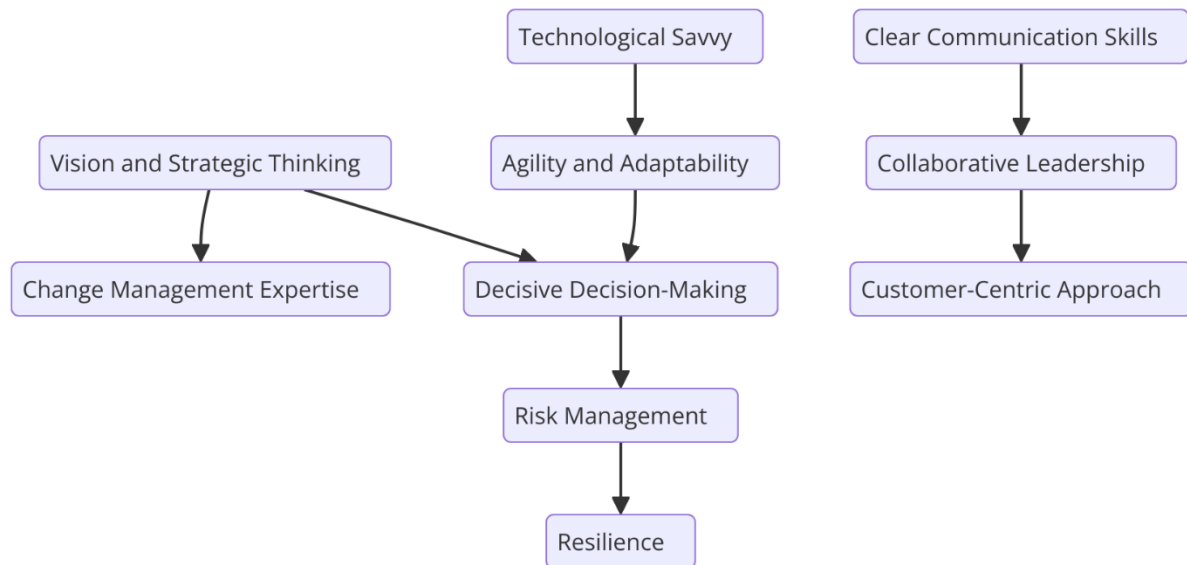 Technological Savvy
Clear Communication Skills
Vision and Strategic Thinking
Agility and Adaptability
Collaborative Leadership
Change Management Expertise
Decisive Decision-Making
Customer-Centric Approach
Risk Management
Resilience